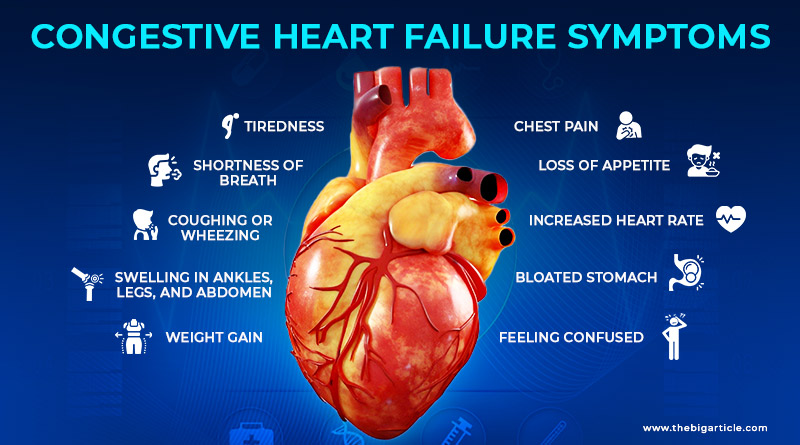 CONGESTIVE HEART FAILURE SYMPTOMS
TIREDNESS
SHORTNESS OF
BREATH
COUGHING OR
WHEEZING
SWELLING IN ANKLES,
LEGS, AND ABDOMEN
WEIGHT GAIN
CHEST PAIN
LOSS OF APPETITE
INCREASED HEART RATE
BLOATED STOMACH
FEELING CONFUSED
www.thebigarticle.com